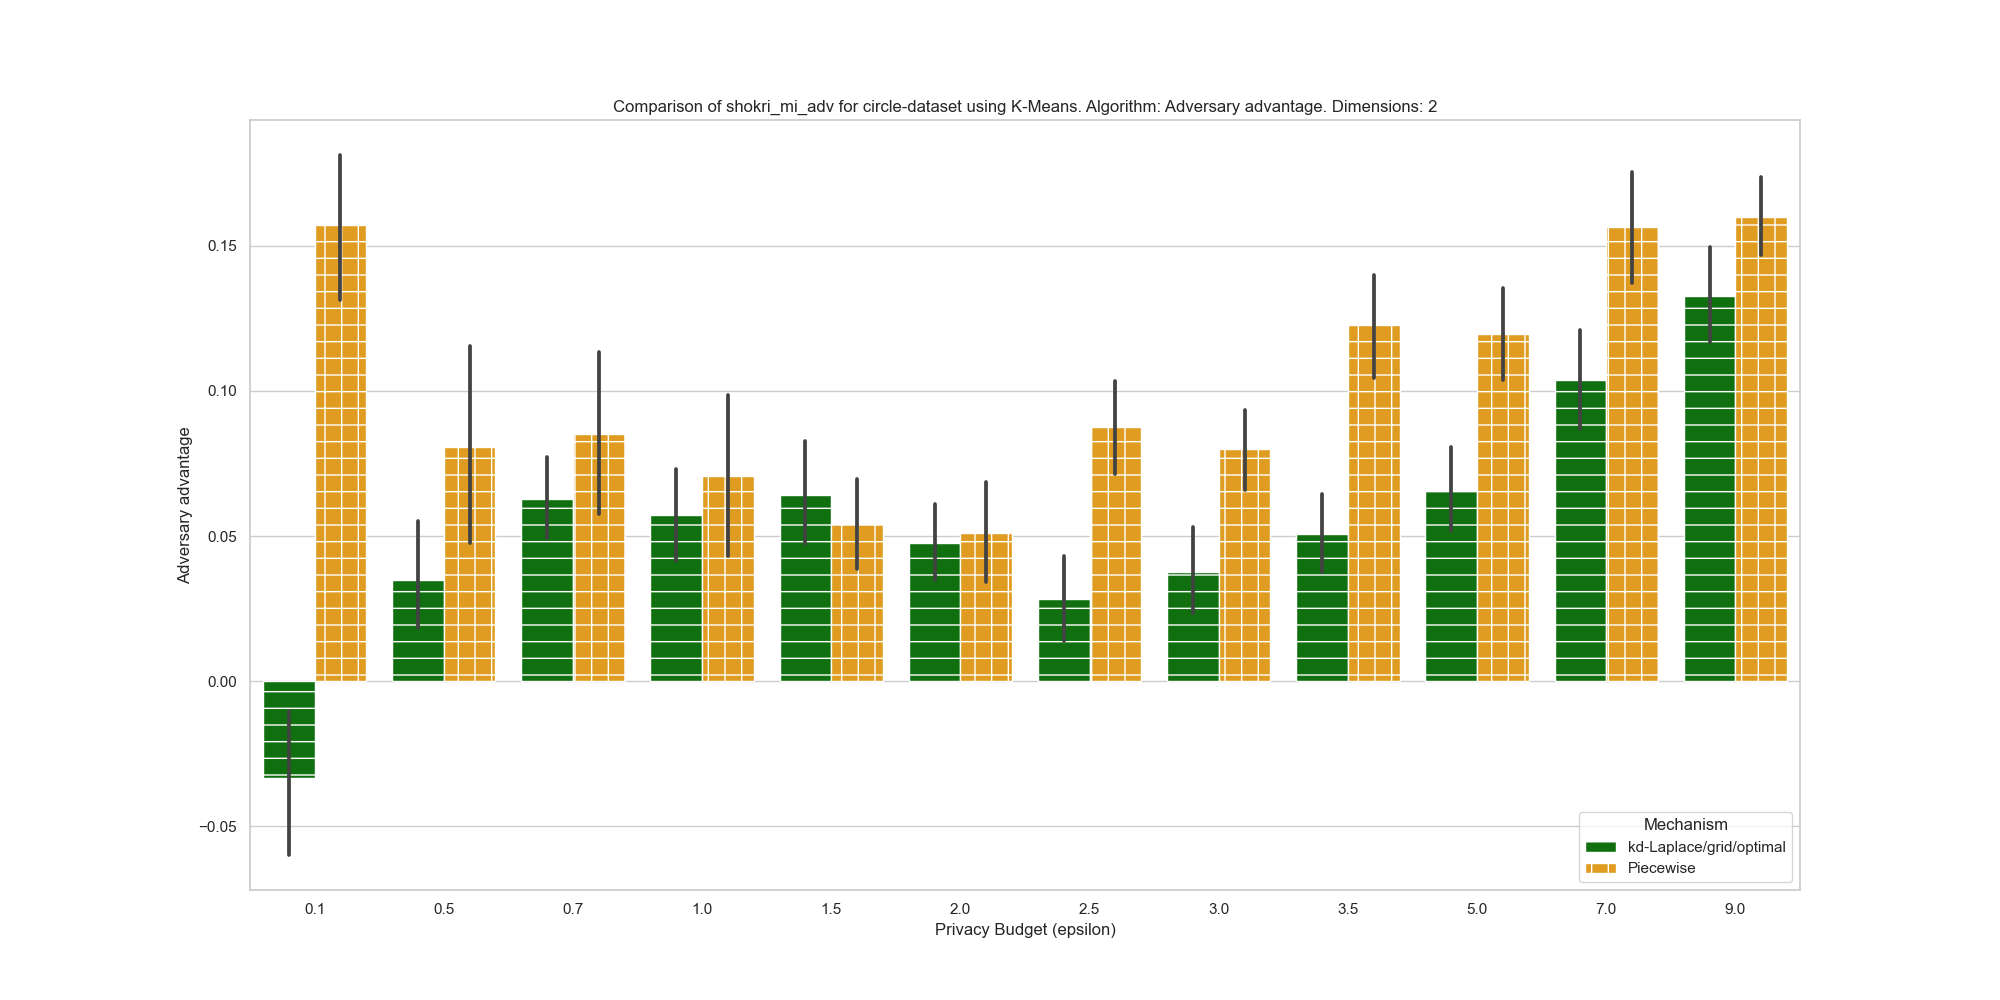 Comparison of shokri_mi_adv for circle-dataset using K-Means. Algorithm: Adversary advantage. Dimensions: 2
Adversary advantage
0.15
0.10
0.05
0.00
−0.05
0.1 0.5 0.7 1.0 1.5 2.0 2.5 3.0 3.5 5.0 7.0 9.0
Privacy Budget (epsilon)
Mechanism
kd-Laplace/grid/optimal
Piecewise